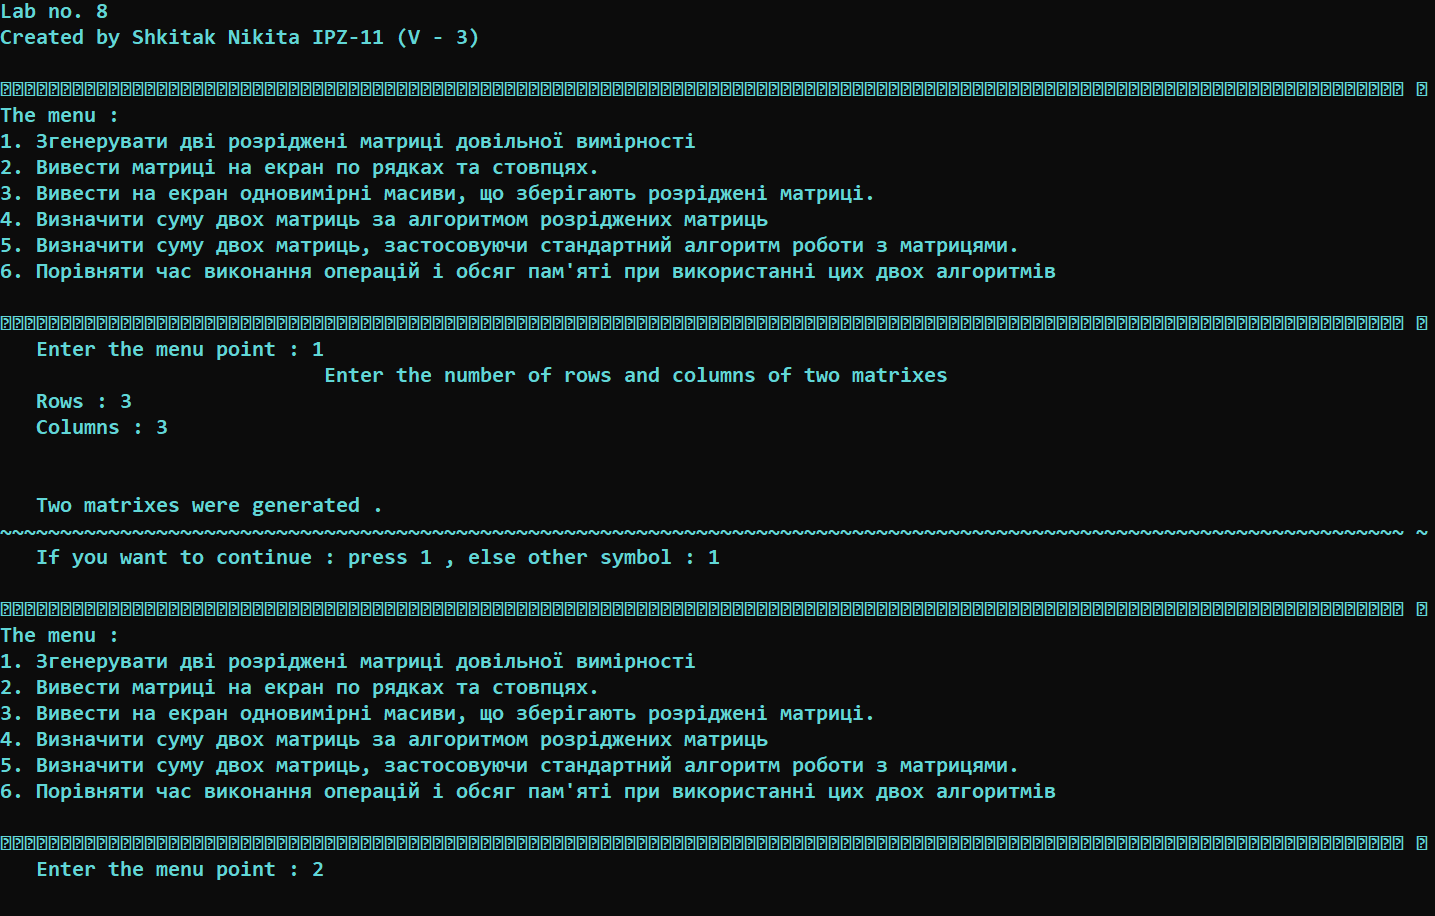 Lab no. 8
Created by Shkitak Nikita IPZ-11 (V - 3)
The menu :
1. Згенерувати дві розріджені матриці довільної вимірності
2. Вивести матриці на екран по рядках та стовпцях.
3. Вивести на екран одновимірні масиви, що зберігають розріджені матриці.
4. Визначити суму двох матриць за алгоритмом розріджених матриць
5. Визначити суму двох матриць, застосовуючи стандартний алгоритм роботи з матрицями.
6. Порівняти час виконання операцій і обсяг пам'яті при використанні цих двох алгоритмів
Enter the menu point : 1
Enter the number of rows and columns of two matrixes
Rows : 3
Columns : 3
Two matrixes were generated .
~~~~~~~~~~~~~~~~~~~~~~~~~~~~~~~~~~~~~~~~~~~~~~~~~~~~~~~~~~~~~~~~~~~~~~~~~~~~~~~~~~~~~~~~~~~~~~~~~~~~~~~~~~~~~~~~~~~~~ ~
If you want to continue : press 1 , else other symbol : 1
The menu :
1. Згенерувати дві розріджені матриці довільної вимірності
2. Вивести матриці на екран по рядках та стовпцях.
3. Вивести на екран одновимірні масиви, що зберігають розріджені матриці.
4. Визначити суму двох матриць за алгоритмом розріджених матриць
5. Визначити суму двох матриць, застосовуючи стандартний алгоритм роботи з матрицями.
6. Порівняти час виконання операцій і обсяг пам'яті при використанні цих двох алгоритмів
Enter the menu point : 2